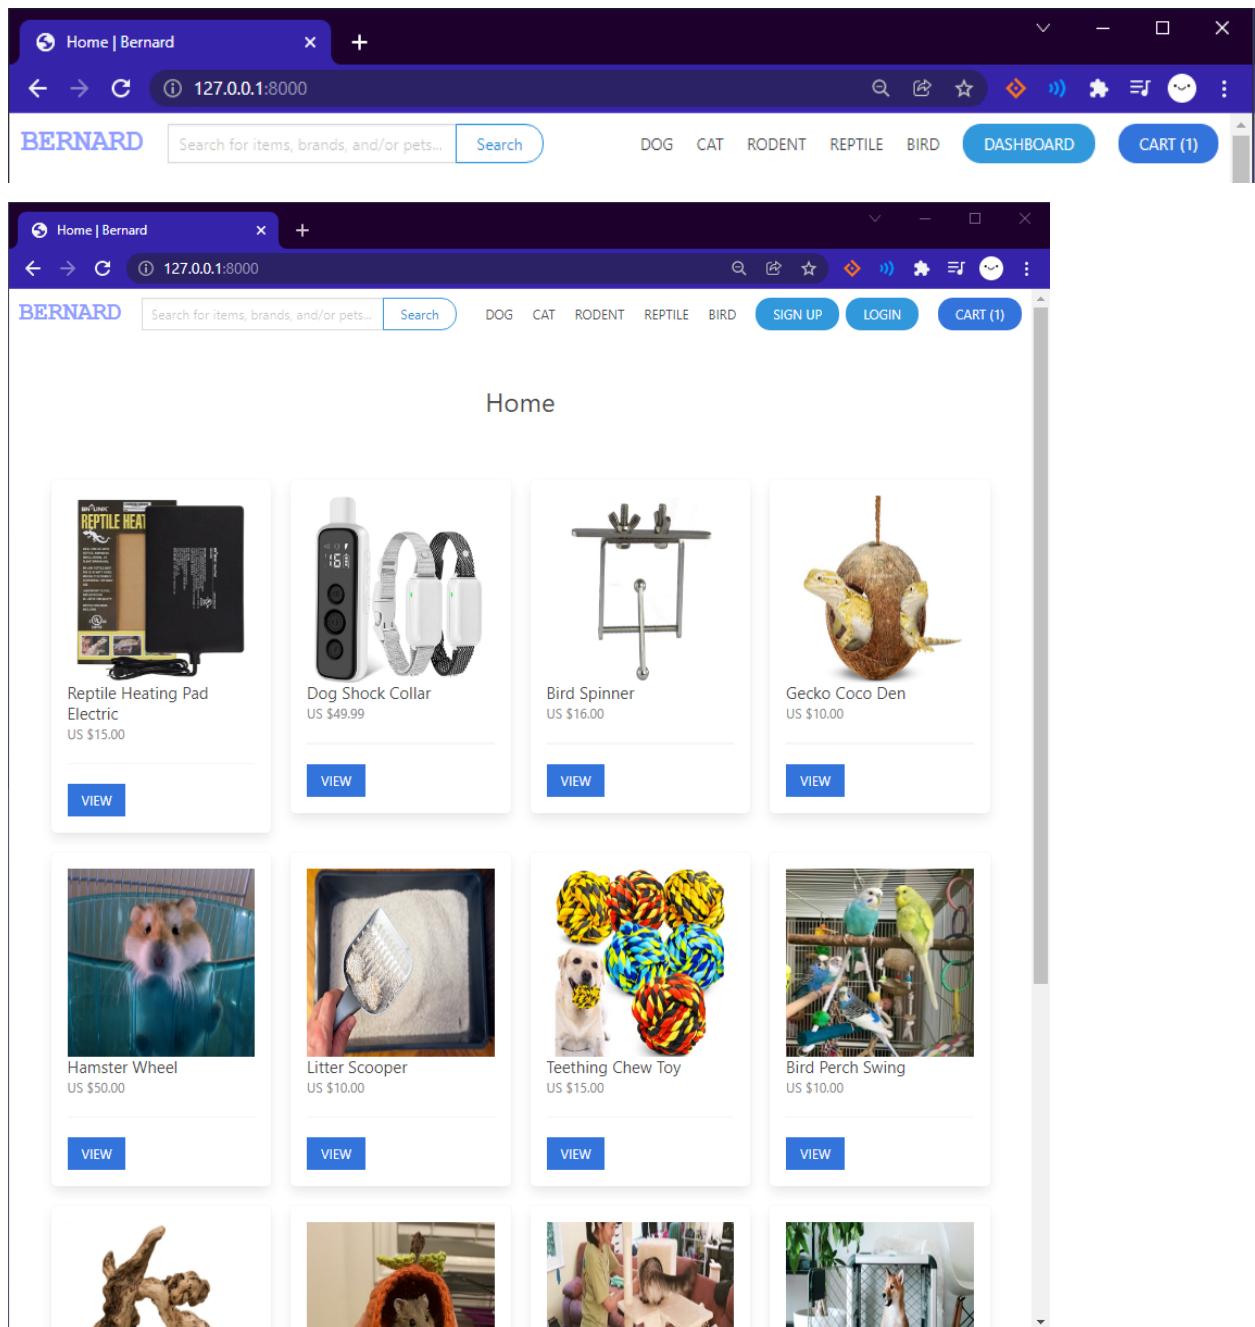 Home | Bernard
127.0.0.1:8000
BERNARD Search for items, brands, and/or pets... Search DOG CAT RODENT REPTILE BIRD DASHBOARD CART (1)
Home | Bernard
127.0.0.1:8000
BERNARD Search for items, brands, and/or pets... Search DOG CAT RODENT REPTILE BIRD SIGN UP LOGIN CART (1)
Home
REPTILE HEAT
Reptile Heating Pad Electric
US $15.00
VIEW
Dog Shock Collar
US $49.99
VIEW
Bird Spinner
US $16.00
VIEW
Gecko Coco Den
US $10.00
VIEW
Hamster Wheel
US $50.00
VIEW
Litter Scooper
US $10.00
VIEW
Teething Chew Toy
US $15.00
VIEW
Bird Perch Swing
US $10.00
VIEW